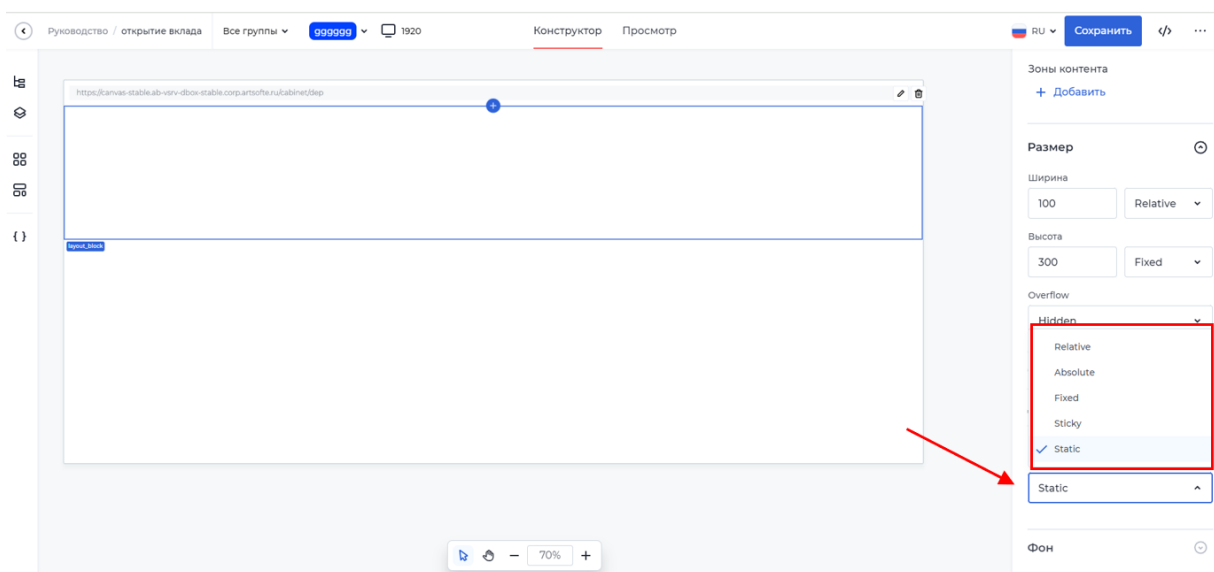 Руководство / открытие вклада Все группы gggggg 1920 Конструктор Просмотр RU Сохранить </> ...
https://canvas-stable.ab-vsrv-dbox-stable.corp.artsofte.ru/cabinet/dep
layout_block
{ }
70%
Зоны контента
+ Добавить
Размер
Ширина
100 Relative
Высота
300 Fixed
Overflow
Hidden
Relative
Absolute
Fixed
Sticky
Static
Static
Фон